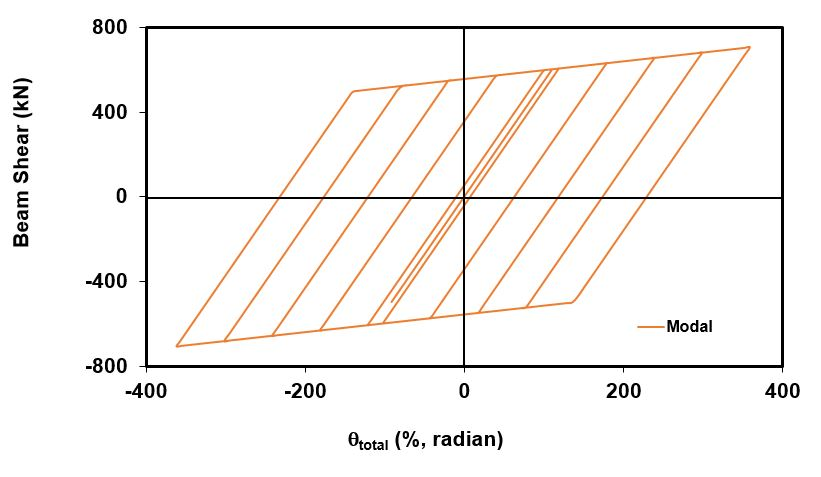 800
400
0
-400
-800
Beam Shear (kN)
-400 -200 0 200 400
θtotal (%, radian)
Modal